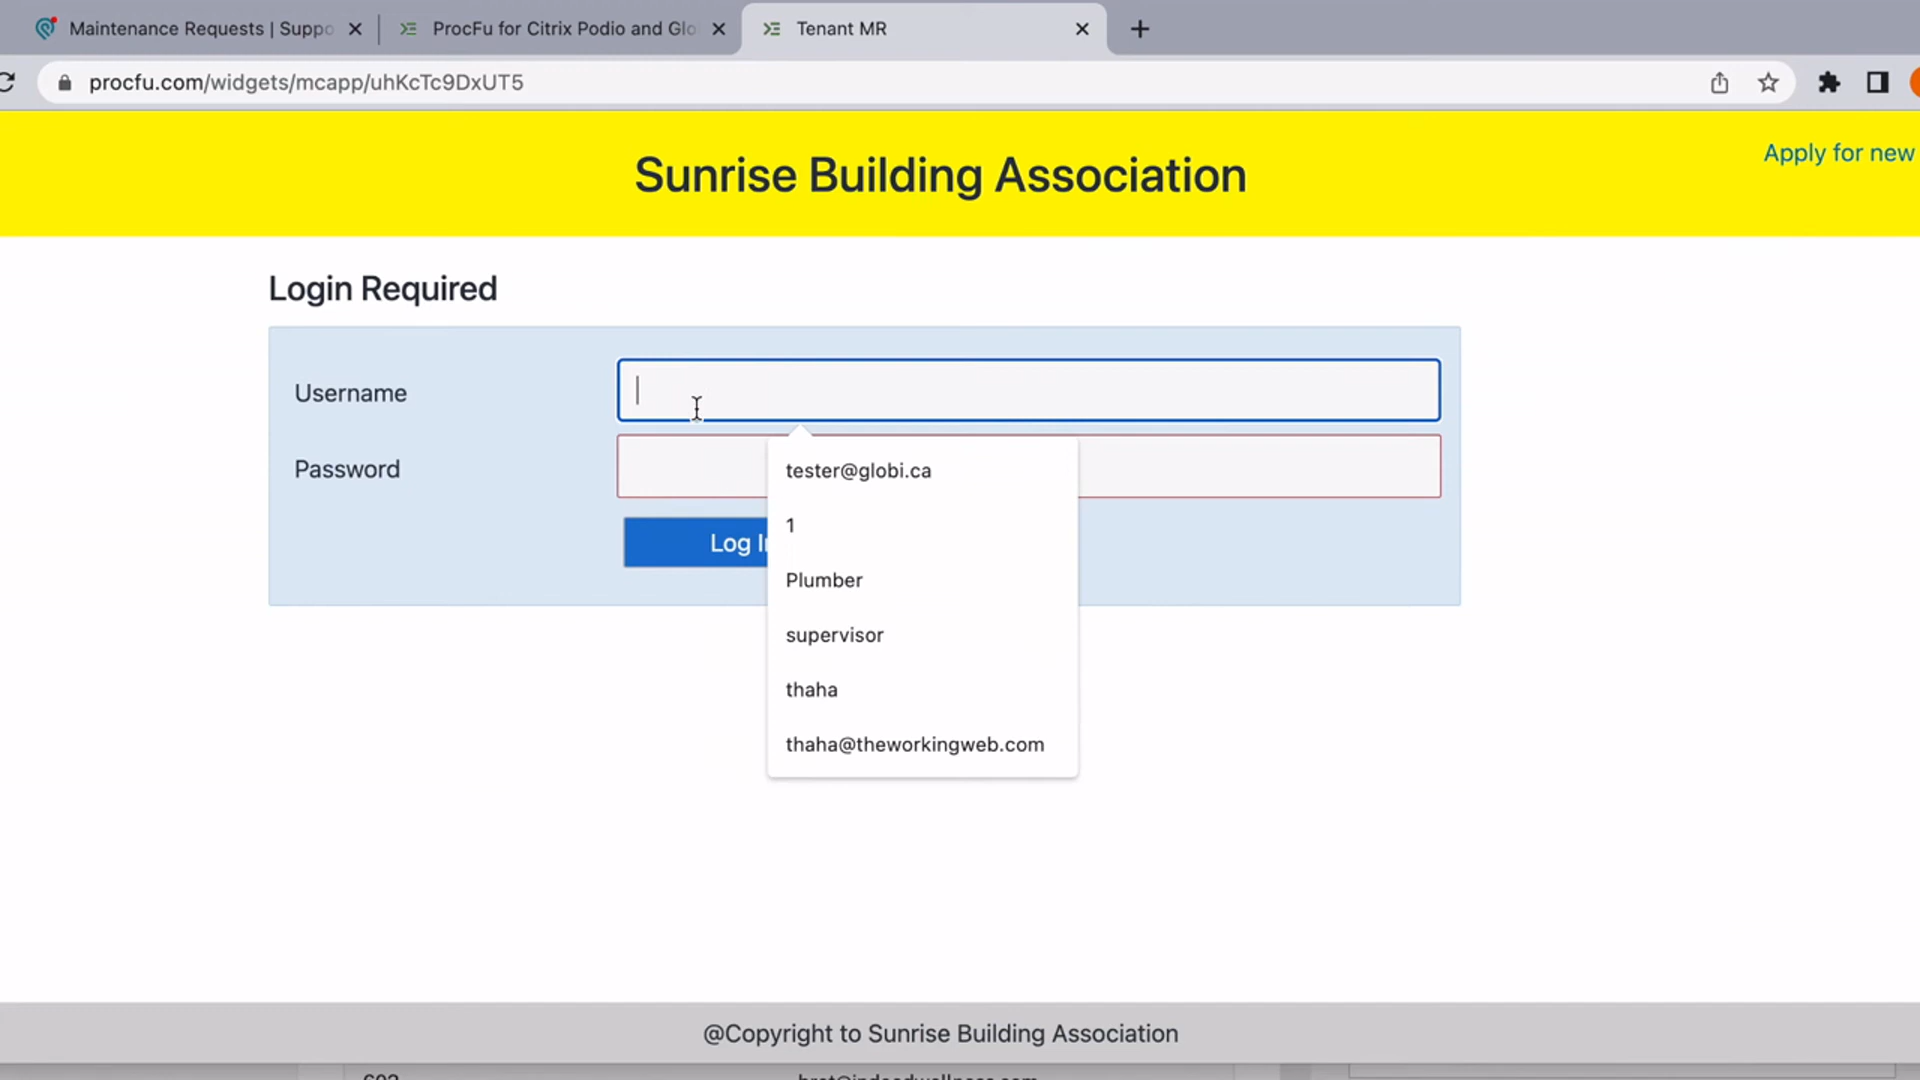 Maintenance Requests | Suppo
ProcFu for Citrix Podio and Glo
Tenant MR
procfu.com/widgets/mcapp/uhKcTc9DxUT5
Apply for new
Sunrise Building Association
Login Required
Username
Password
Log In
tester@globi.ca
1
Plumber
supervisor
thaha
thaha@theworkingweb.com
@Copyright to Sunrise Building Association